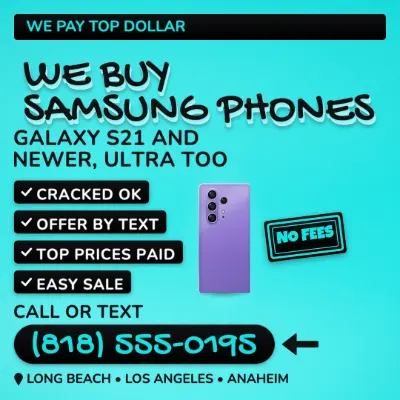 WE PAY TOP DOLLAR
WE BUY
SAMSUNG PHONES
GALAXY S21 AND
NEWER, ULTRA TOO
CRACKED OK
OFFER BY TEXT
TOP PRICES PAID
EASY SALE
NO FEES
CALL OR TEXT
(818) 555-0195
LONG BEACH • LOS ANGELES • ANAHEIM